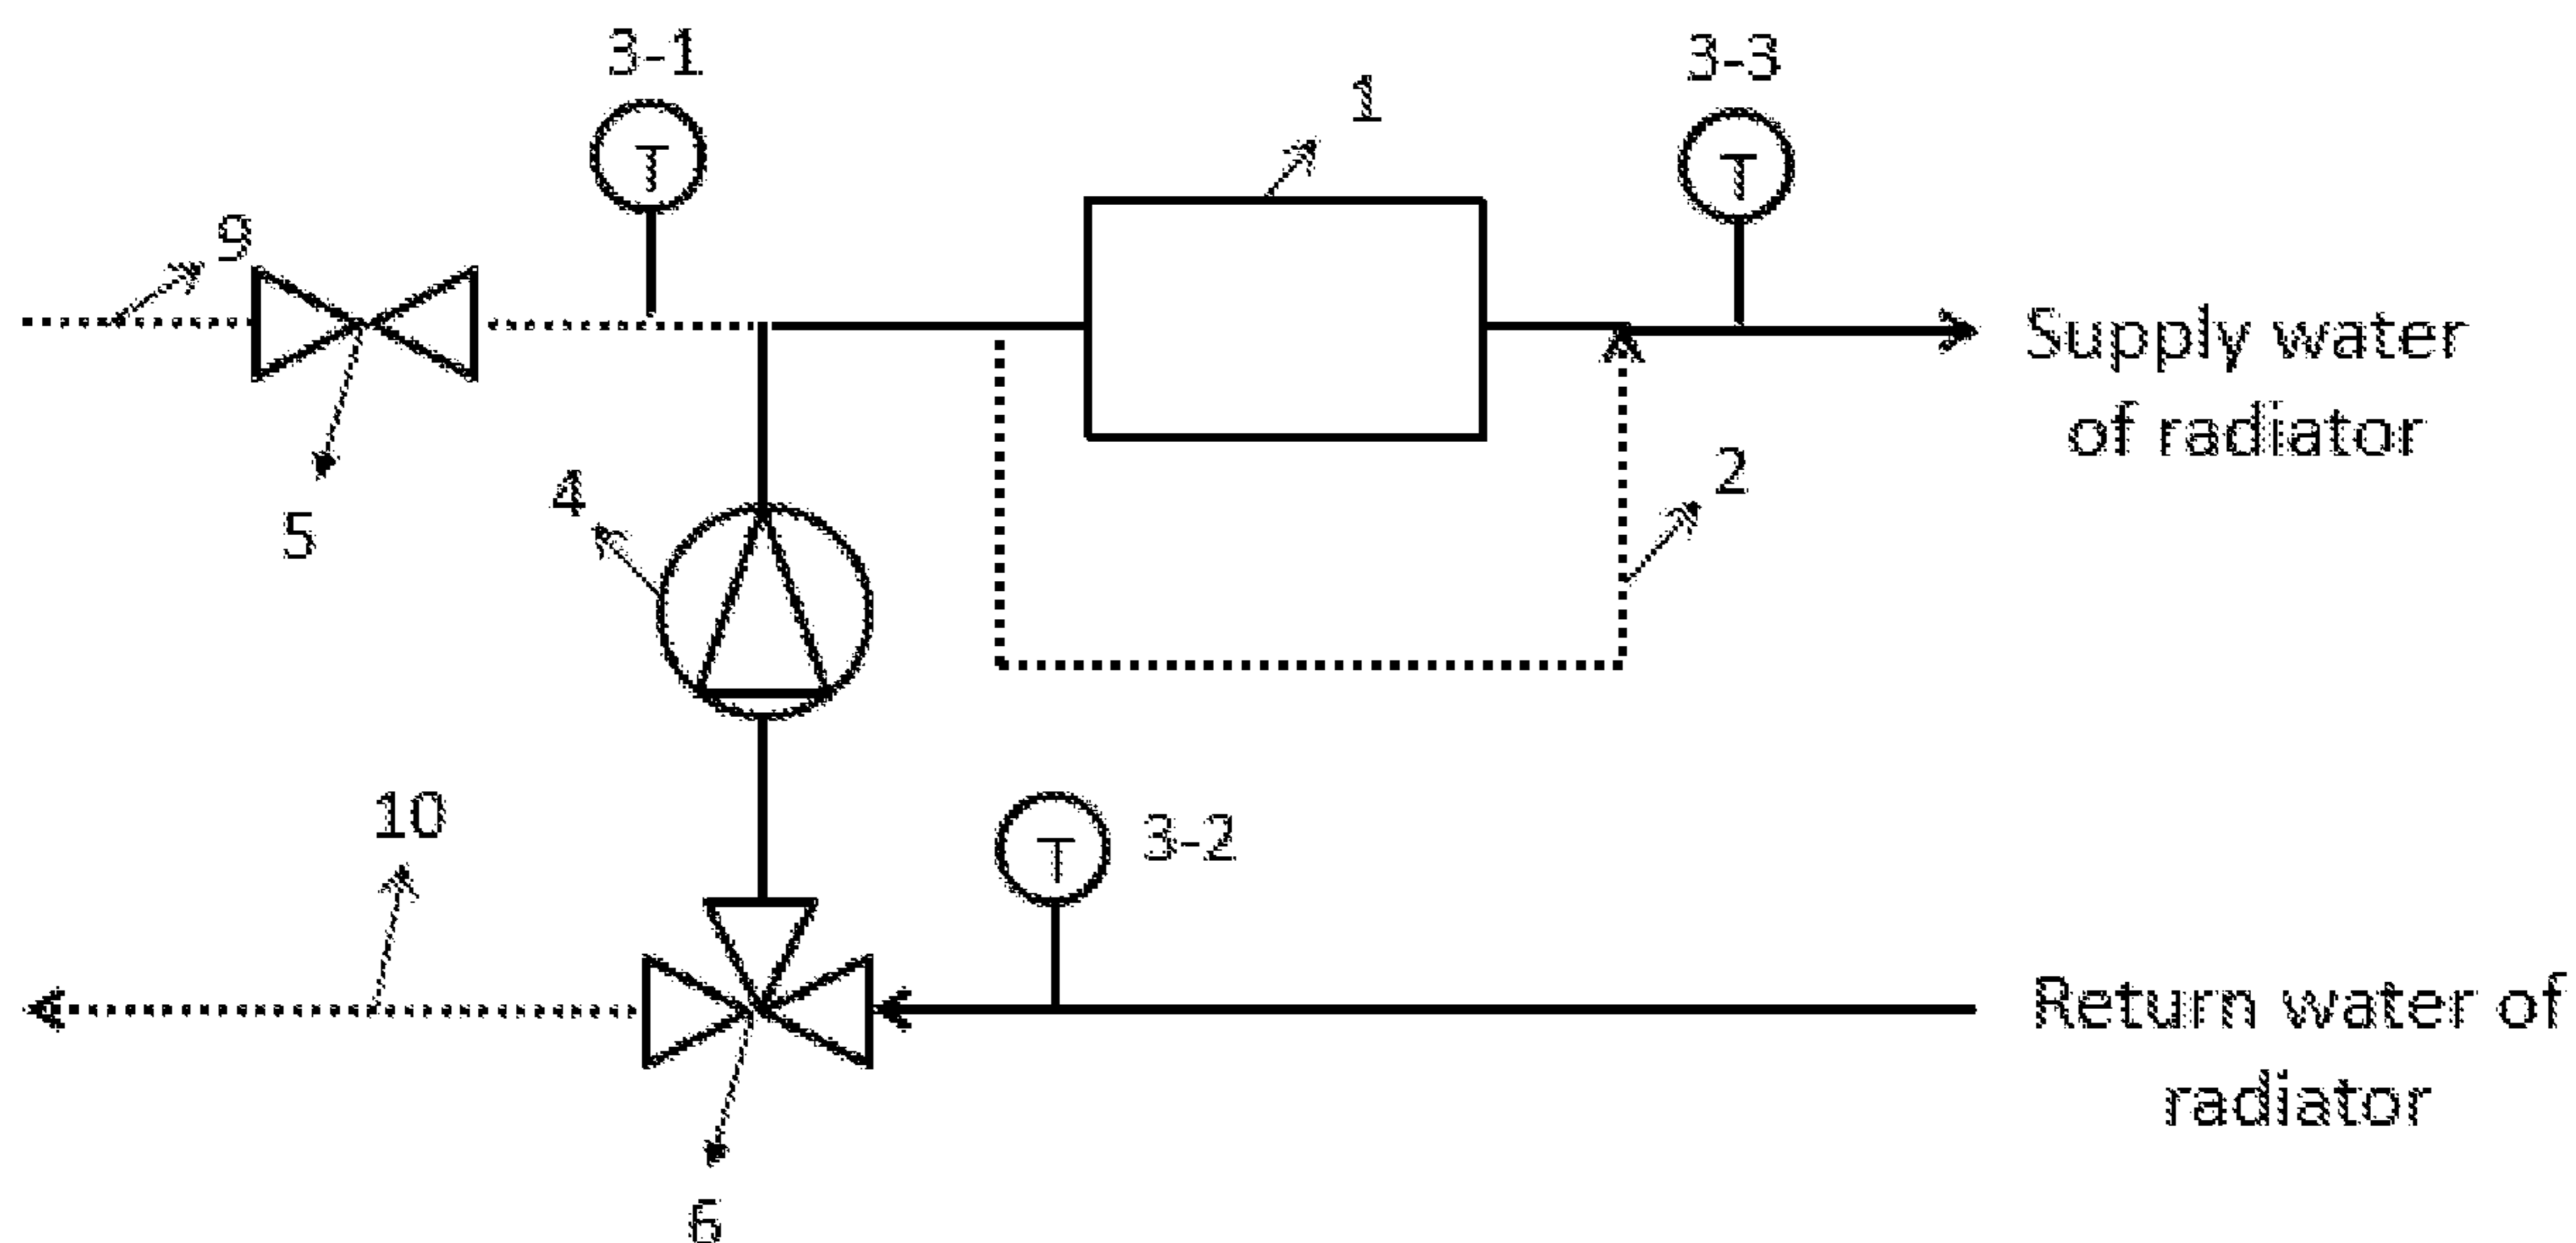 3-1
3-3
1
T
T
9
Supply water
of radiator
2
4
5
10
3-2
T
Return water of
radiator
6